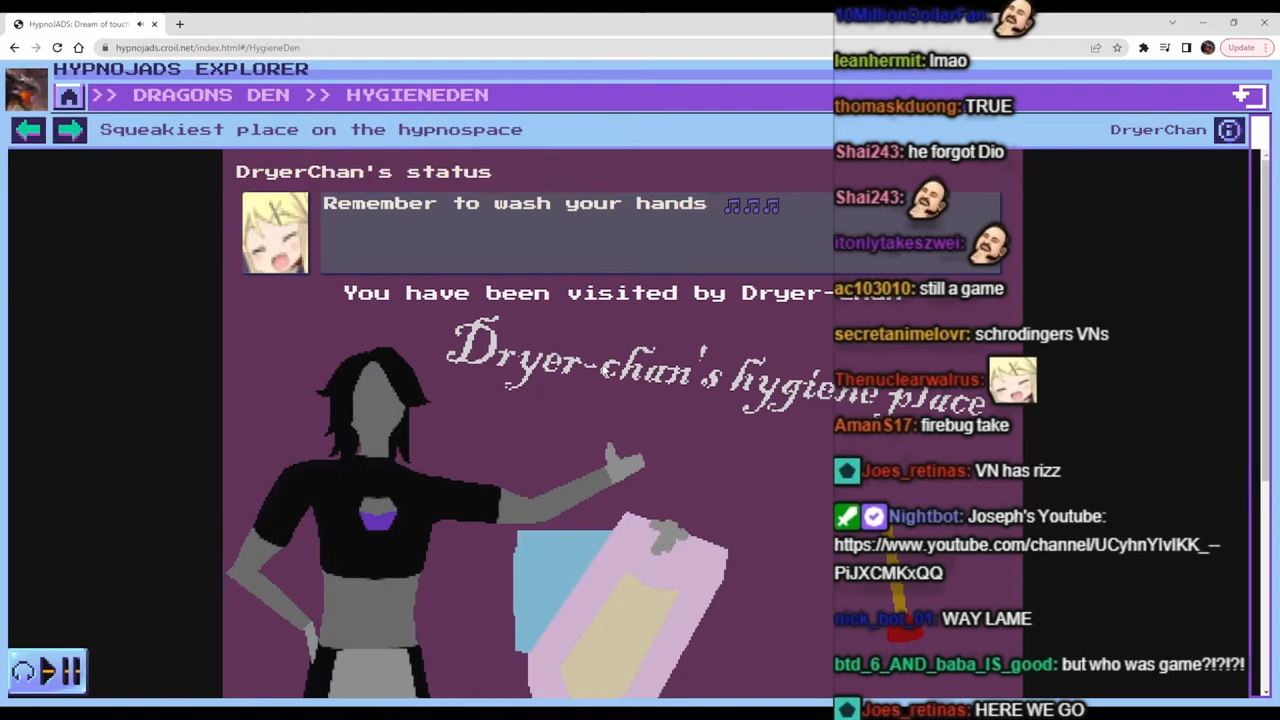 HypnoJADS: Dream of touch
hypnojads.croil.net/index.html#/HygieneDen
Update
HYPNOJADS EXPLORER
>> DRAGONS DEN >> HYGIENEDEN
Squeakiest place on the hypnospace
DryerChan
DryerChan's status
Remember to wash your hands ♫♫♫
You have been visited by Dryer-chan
Dryer-chan's hygiene place
10MillionDollarFan:
leanhermit: lmao
thomaskduong: TRUE
Shai243: he forgot Dio
Shai243:
itonlytakeszwei:
ac103010: still a game
secretanimelovr: schrodingers VNs
Thenuclearwalrus:
AmanS17: firebug take
Joes_retinas: VN has rizz
Nightbot: Joseph's Youtube:
https://www.youtube.com/channel/UCyhnYIvIKK_--
PiJXCMKxQQ
nick_bot_01: WAY LAME
btd_6_AND_baba_IS_good: but who was game?!?!?!
Joes_retinas: HERE WE GO